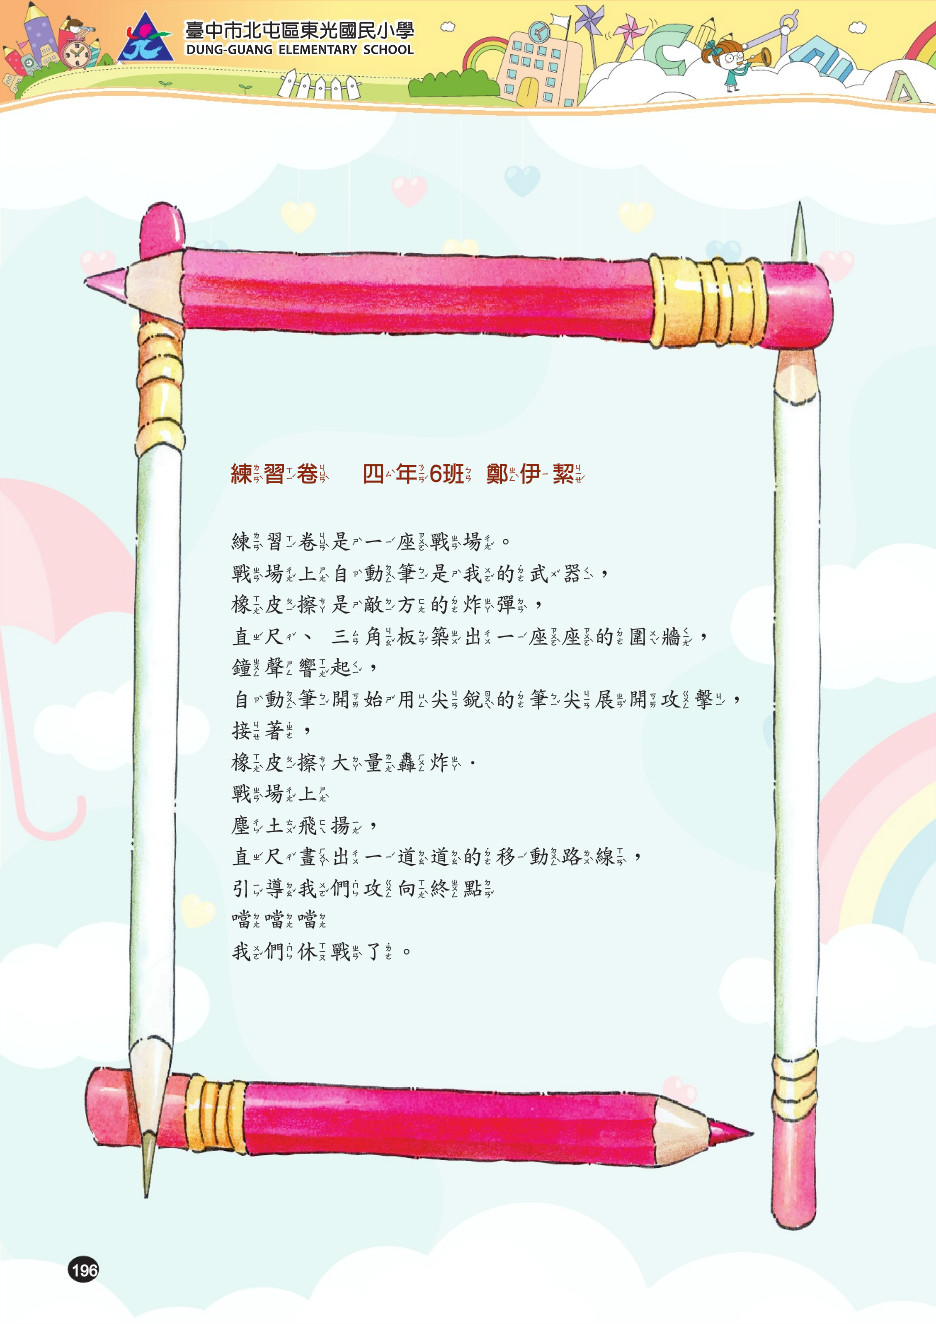 臺中市北屯區東光國民小學
DUNG-GUANG ELEMENTARY SCHOOL
練習卷 四年6班 鄭伊絜
練習卷是一座戰場。
戰場上自動筆是我的武器，
橡皮擦是敵方的炸彈，
直尺、三角板築出一座座的圍牆，
鐘聲響起，
自動筆開始用尖銳的筆尖展開攻擊，
接著，
橡皮擦大量轟炸．
戰場上
塵土飛揚，
直尺畫出一道道的移動路線，
引導我們攻向終點
噹噹噹
我們休戰了。
196